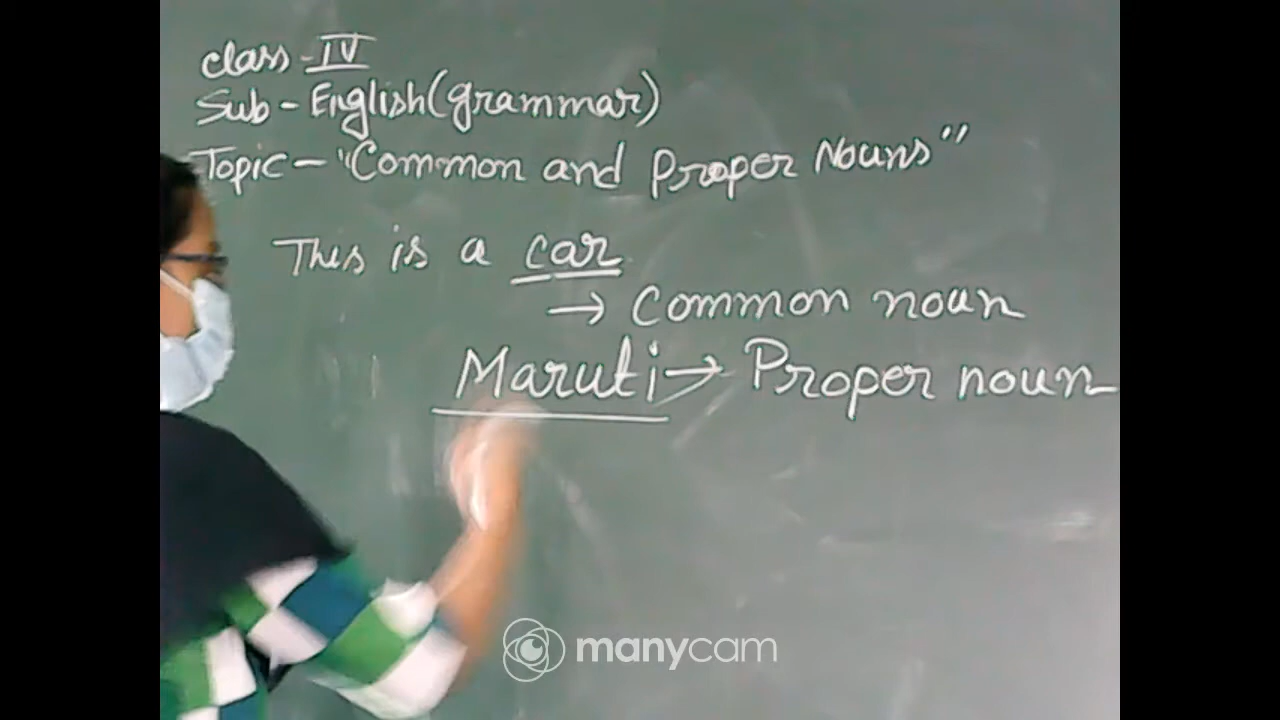 class - IV
Sub - English(grammar)
Topic - "Common and Proper Nouns"
This is a car
→ Common noun
Maruti → Proper noun
manycam